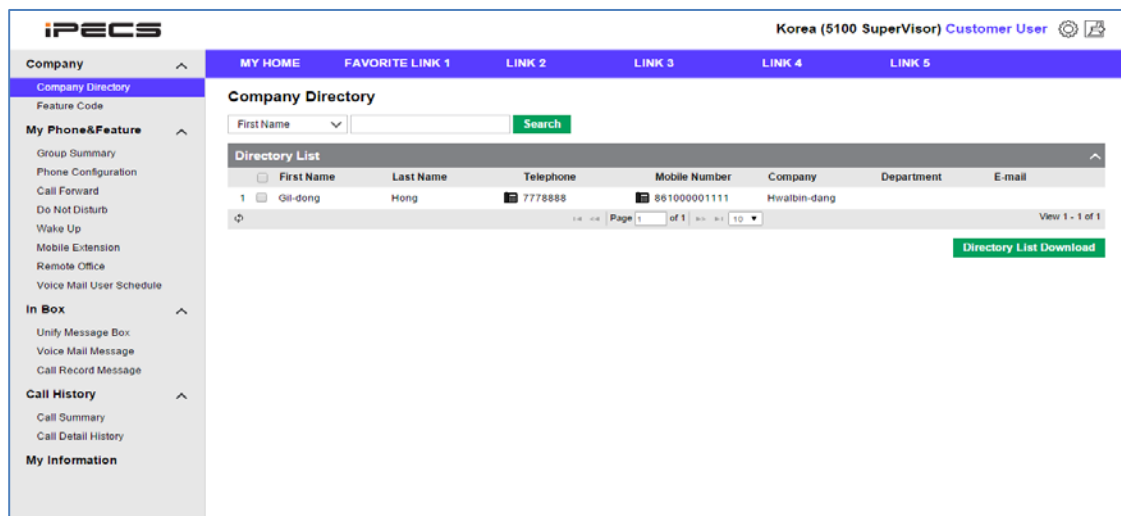 iPECS
Korea (5100 SuperVisor) Customer User
Company
Company Directory
Feature Code
My Phone&Feature
Group Summary
Phone Configuration
Call Forward
Do Not Disturb
Wake Up
Mobile Extension
Remote Office
Voice Mail User Schedule
In Box
Unify Message Box
Voice Mail Message
Call Record Message
Call History
Call Summary
Call Detail History
My Information
MY HOME FAVORITE LINK 1 LINK 2 LINK 3 LINK 4 LINK 5
Company Directory
First Name Search
Directory List
First Name Last Name Telephone Mobile Number Company Department E-mail
1 Gil-dong Hong 7778888 861000001111 Hwalbin-dang
Page 1 of 1 10 View 1 - 1 of 1
Directory List Download